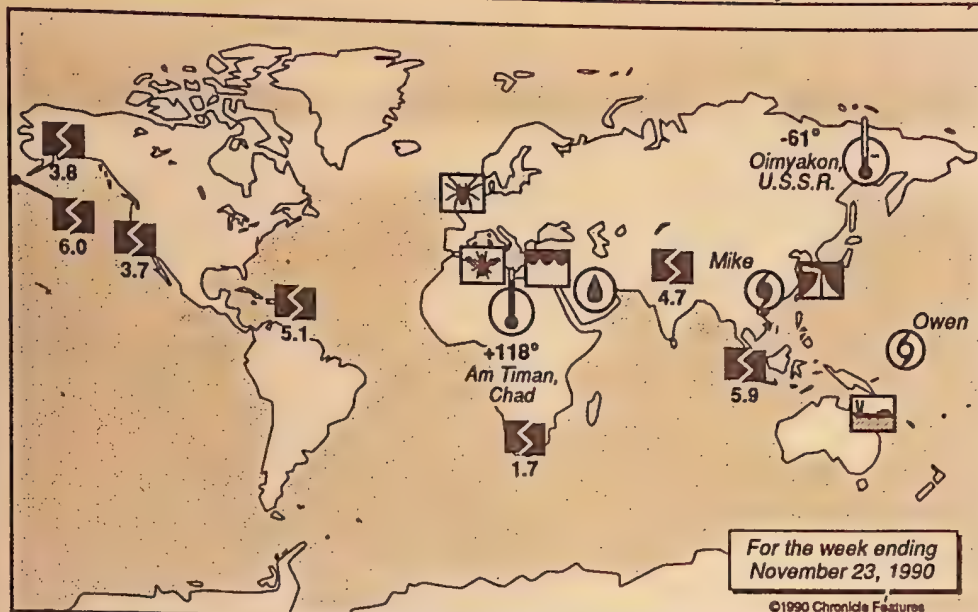 -61°
Oimyakon,
U.S.S.R.
3.8
6.0
3.7
4.7
Mike
5.1
Owen
+118°
Am Timan,
Chad
5.9
1.7
For the week ending
November 23, 1990
©1990 Chronicle Features